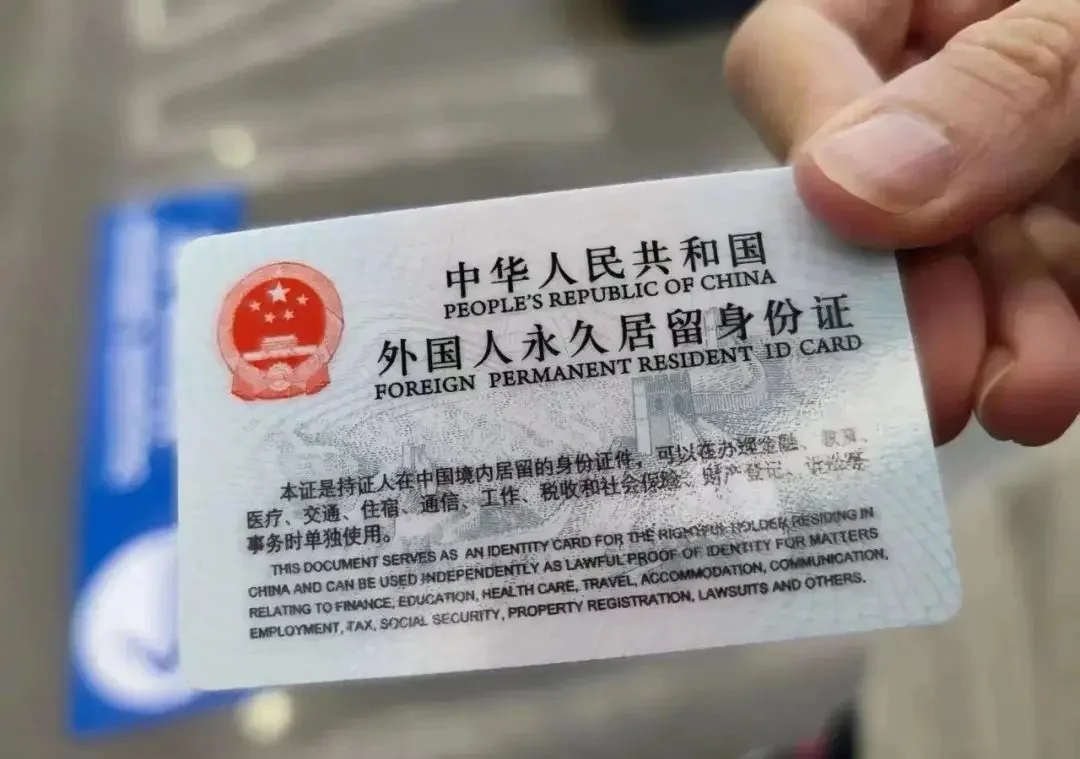 中华人民共和国
PEOPLE'S REPUBLIC OF CHINA
外国人永久居留身份证
FOREIGN PERMANENT RESIDENT ID CARD
本证是持证人在中国境内居留的身份证件，可以在办理金融、教育、
医疗、交通、住宿、通信、工作、税收和社会保险、财产登记、诉讼等
事务时单独使用。
THIS DOCUMENT SERVES AS AN IDENTITY CARD FOR THE RIGHTFUL HOLDER RESIDING IN
CHINA AND CAN BE USED INDEPENDENTLY AS LAWFUL PROOF OF IDENTITY FOR MATTERS
RELATING TO FINANCE, EDUCATION, HEALTH CARE, TRAVEL, ACCOMMODATION, COMMUNICATION,
EMPLOYMENT, TAX, SOCIAL SECURITY, PROPERTY REGISTRATION, LAWSUITS AND OTHERS.